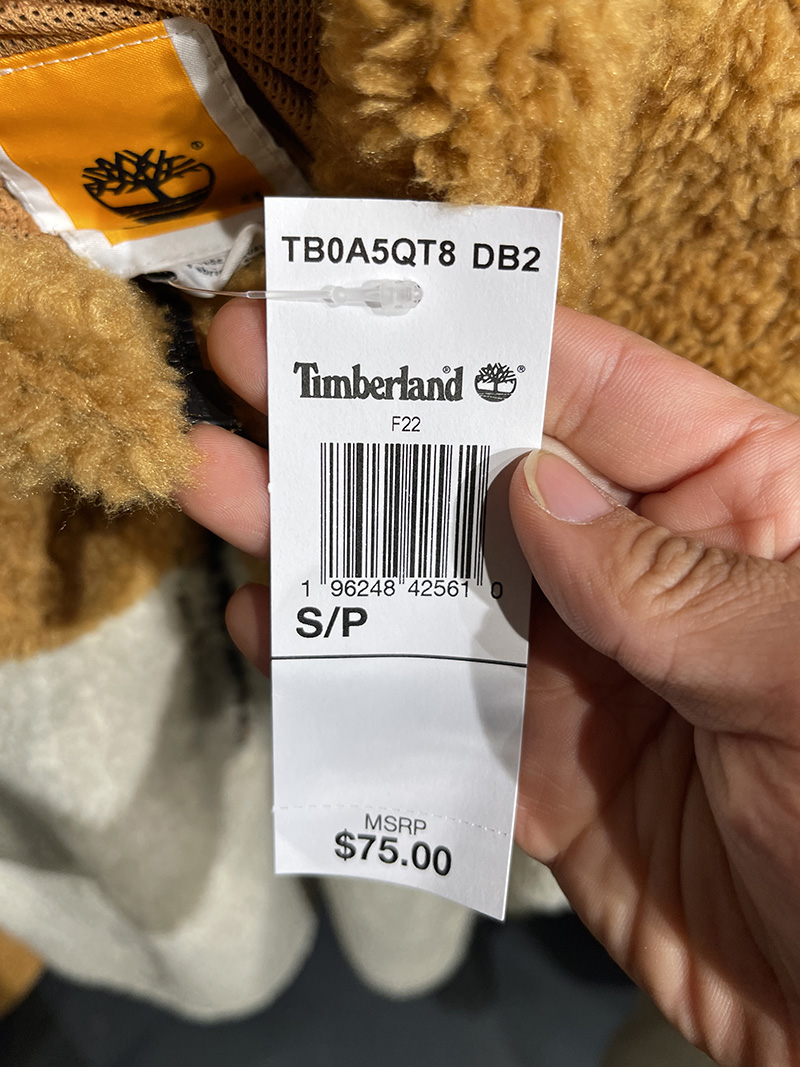 TB0A5QT8 DB2
Timberland® ®
F22
1 96248 42561 0
S/P
MSRP
$75.00
®